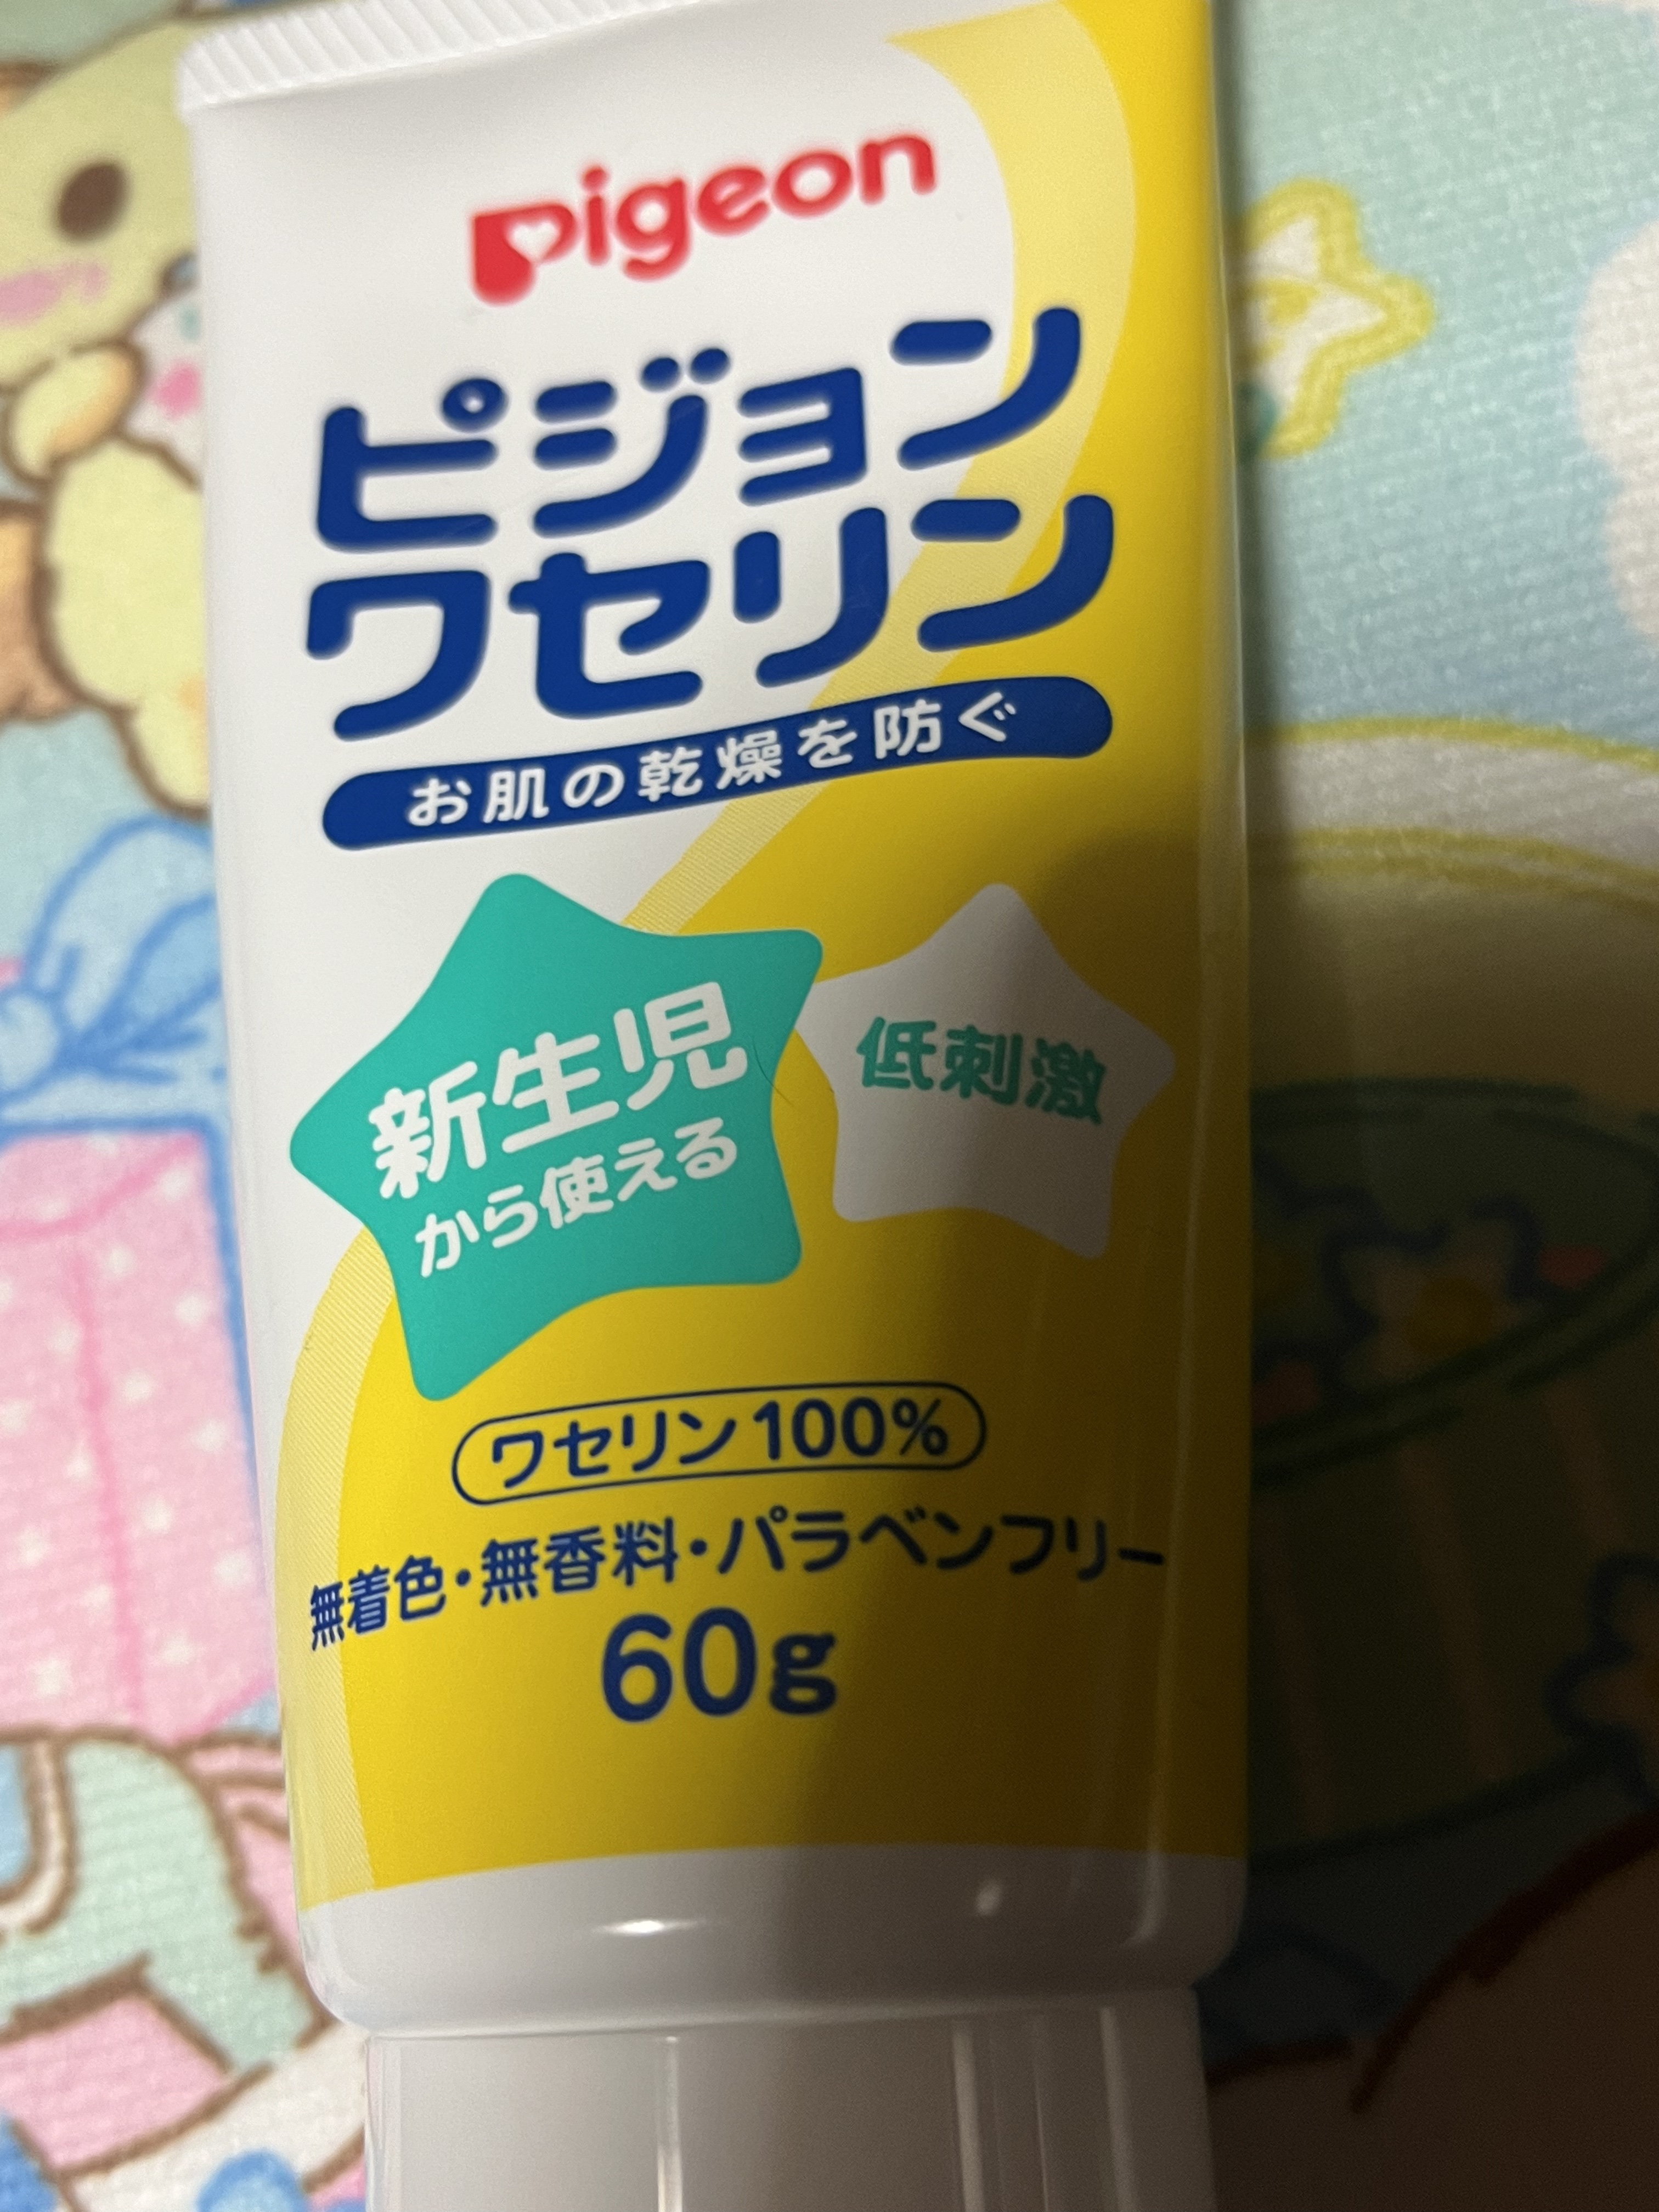 Pigeon
ピジョン
ワセリン
お肌の乾燥を防ぐ
新生児
から使える
低刺激
ワセリン100%
無着色・無香料・パラベンフリー
60g